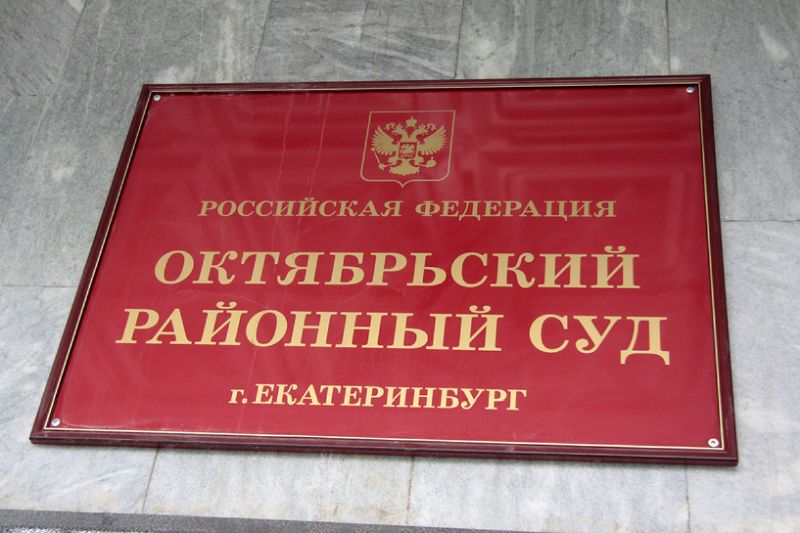 РОССИЙСКАЯ ФЕДЕРАЦИЯ
ОКТЯБРЬСКИЙ
РАЙОННЫЙ СУД
г. ЕКАТЕРИНБУРГ